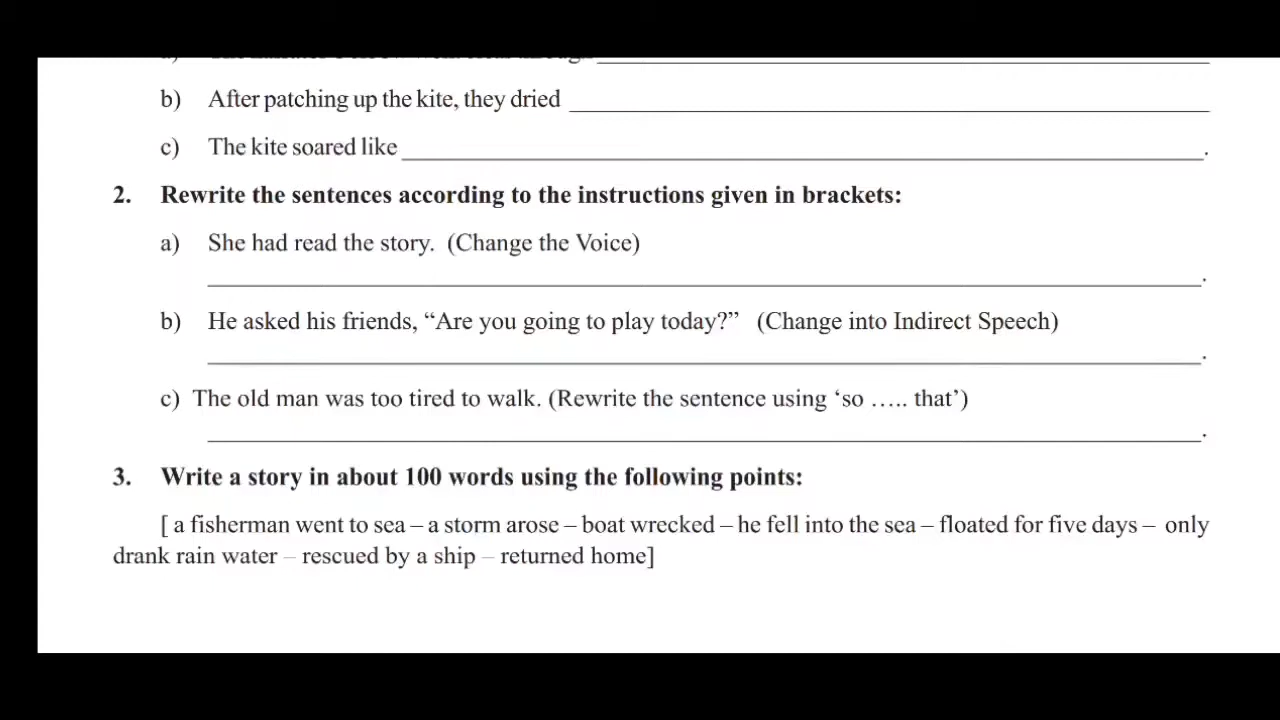 b) After patching up the kite, they dried
c) The kite soared like .
2. Rewrite the sentences according to the instructions given in brackets:
a) She had read the story. (Change the Voice)
.
b) He asked his friends, “Are you going to play today?” (Change into Indirect Speech)
.
c) The old man was too tired to walk. (Rewrite the sentence using ‘so ….. that’)
.
3. Write a story in about 100 words using the following points:
[ a fisherman went to sea – a storm arose – boat wrecked – he fell into the sea – floated for five days – only
drank rain water – rescued by a ship – returned home]